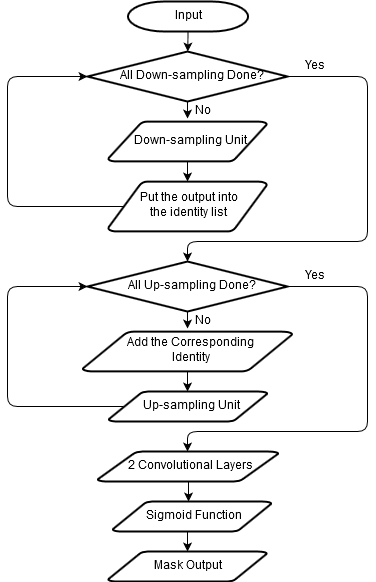 Input
All Down-sampling Done?
Yes
No
Down-sampling Unit
Put the output into
the identity list
All Up-sampling Done?
Yes
No
Add the Corresponding
Identity
Up-sampling Unit
2 Convolutional Layers
Sigmoid Function
Mask Output